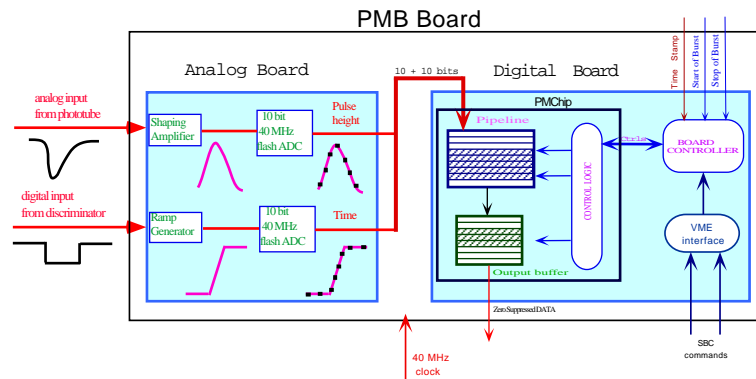 PMB Board
Time Stamp
Start of Burst
Stop of Burst
10 + 10 bits
Analog Board
Digital Board
analog input
from phototube
Shaping
Amplifier
10 bit
40 MHz
flash ADC
Pulse
height
PMChip
Pipeline
CONTROL LOGIC
Ctrls
BOARD
CONTROLLER
digital input
from discriminator
Ramp
Generator
10 bit
40 MHz
flash ADC
Time
VME
interface
Output buffer
Zero Suppressed DATA
40 MHz
clock
SBC
commands